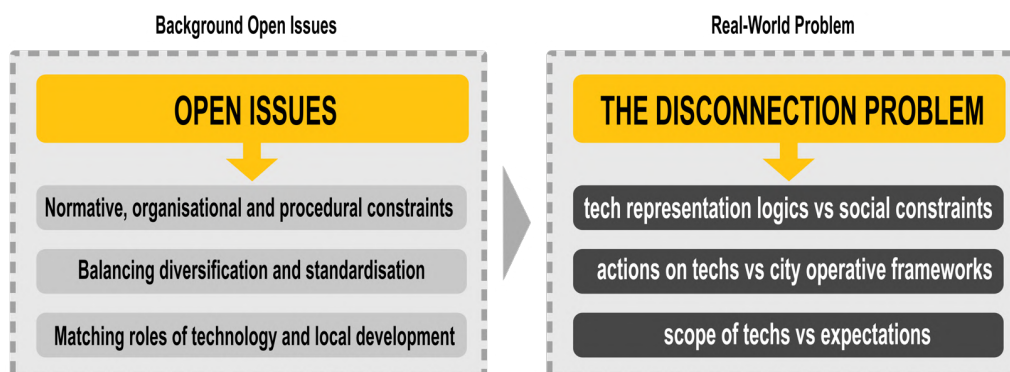 Background Open Issues
OPEN ISSUES
Normative, organisational and procedural constraints
Balancing diversification and standardisation
Matching roles of technology and local development
Real-World Problem
THE DISCONNECTION PROBLEM
tech representation logics vs social constraints
actions on techs vs city operative frameworks
scope of techs vs expectations